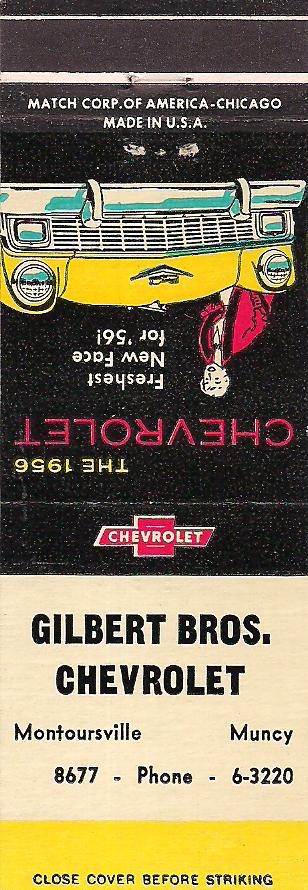 MATCH CORP. OF AMERICA-CHICAGO
MADE IN U.S.A.
THE 1956
CHEVROLET
Freshest
New Face
for '56!
CHEVROLET
GILBERT BROS.
CHEVROLET
Montoursville Muncy
8677 - Phone - 6-3220
CLOSE COVER BEFORE STRIKING